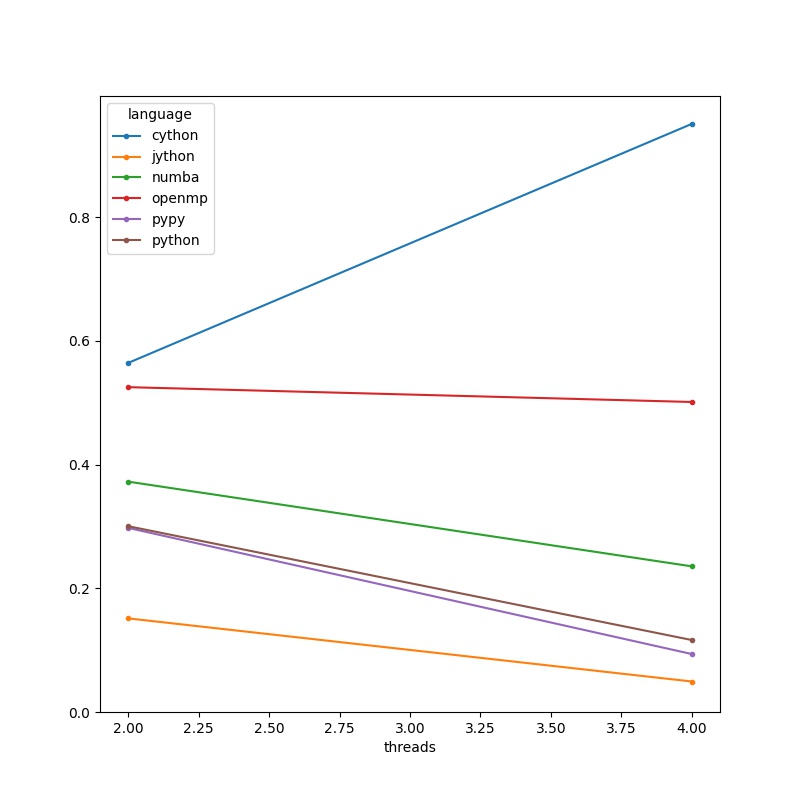 language
cython
jython
numba
openmp
pypy
python
0.8
0.6
0.4
0.2
0.0
2.00 2.25 2.50 2.75 3.00 3.25 3.50 3.75 4.00
threads